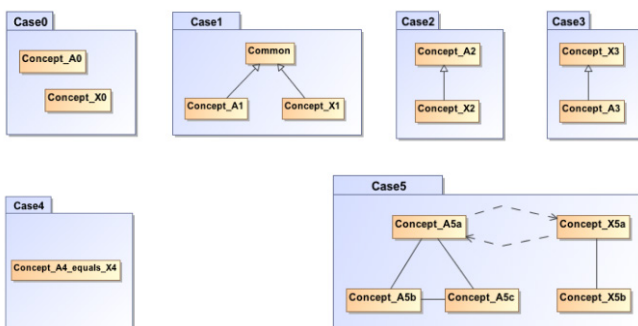 Case0
Concept_A0
Concept_X0
Case1
Common
Concept_A1
Concept_X1
Case2
Concept_A2
Concept_X2
Case3
Concept_X3
Concept_A3
Case4
Concept_A4_equals_X4
Case5
Concept_A5a
Concept_X5a
Concept_A5b
Concept_A5c
Concept_X5b